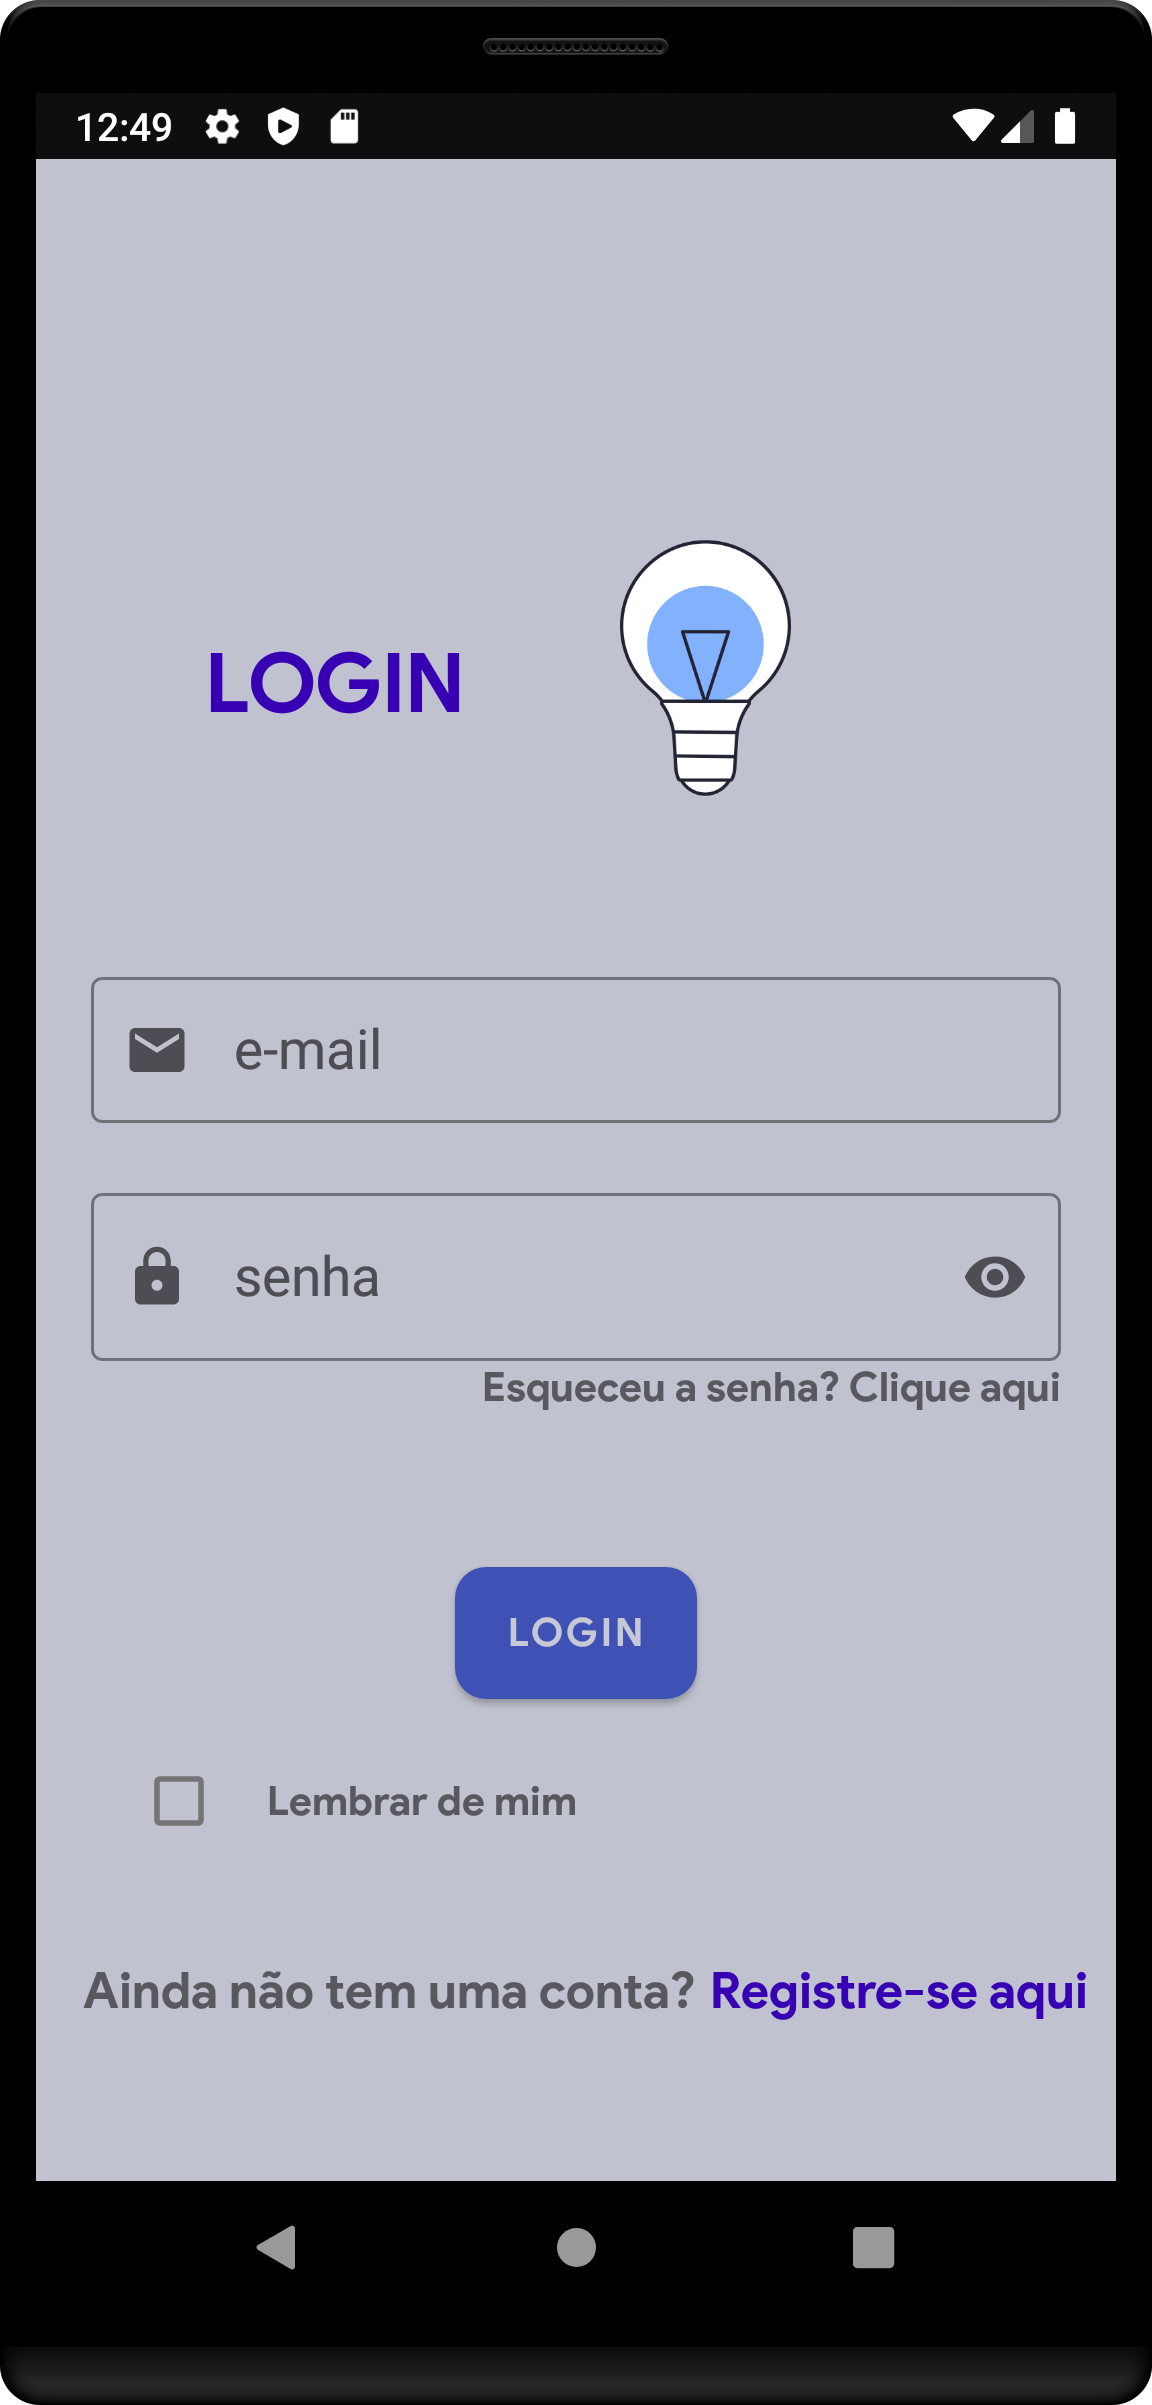 12:49
LOGIN
e-mail
senha
Esqueceu a senha? Clique aqui
LOGIN
Lembrar de mim
Ainda não tem uma conta? Registre-se aqui